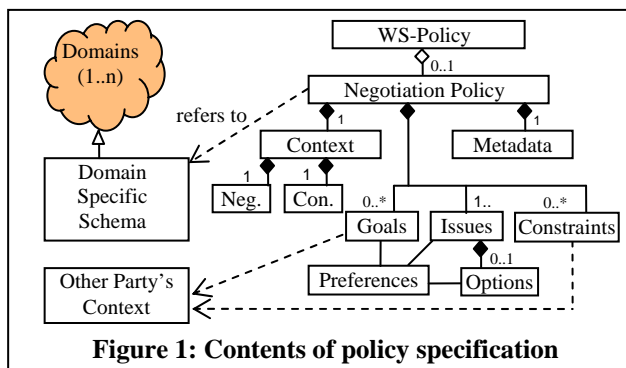 Domains
(1..n)
WS-Policy
0..1
Negotiation Policy
refers to
1
1
Context
Metadata
Domain
Specific
Schema
1
1
Neg.
Con.
0..*
1..
0..*
Goals
Issues
Constraints
0..1
Other Party's
Context
Preferences
Options
Figure 1: Contents of policy specification